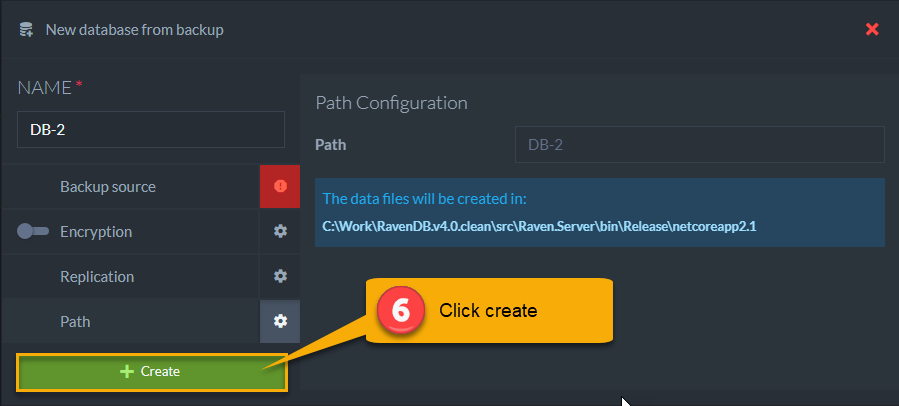 New database from backup
NAME *
DB-2
Backup source
Encryption
Replication
Path
Create
Path Configuration
Path
DB-2
The data files will be created in:
C:\Work\RavenDB.v4.0.clean\src\Raven.Server\bin\Release\netcoreapp2.1
6 Click create